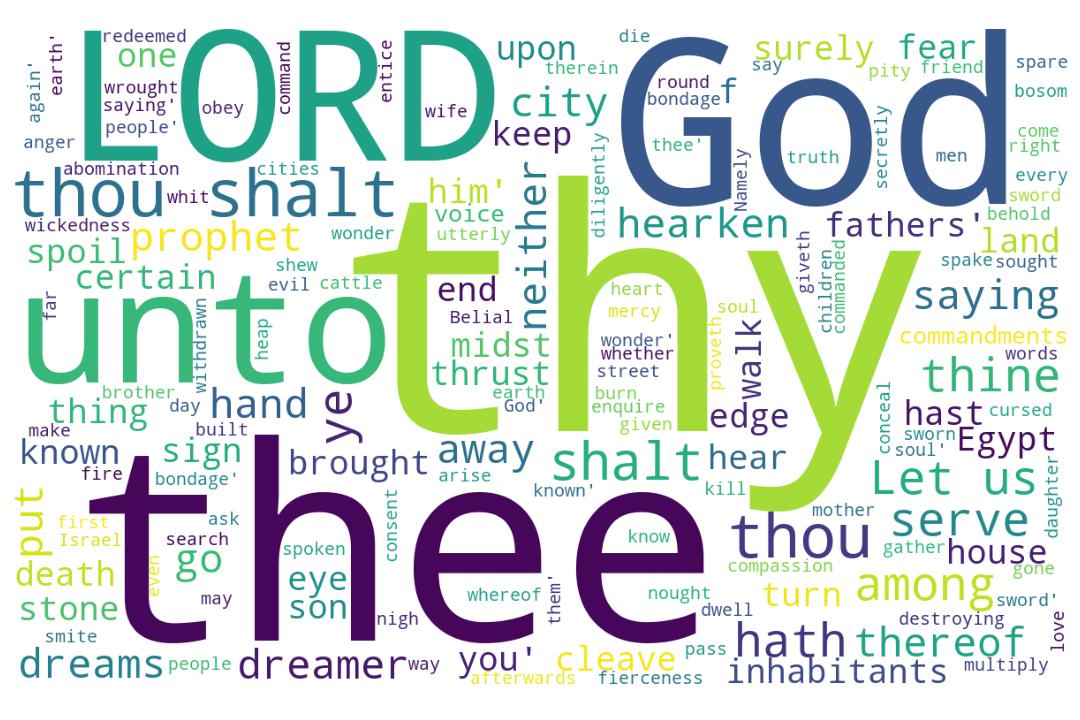 LORD
God
thy
thee
unto
earth'
redeemed
one
again'
wrought
saying'
people'
obey
anger
command
entice
wife
upon
therein
die
surely
say
fear
pity
friend
spare
bosom
round
bondage
f
city
keep
thee'
truth
secretly
men
come
right
every
sword
abomination
cities
thou shalt
whit
him'
voice
utterly
neither
diligently
Namely
hearken
fathers'
behold
land
wickedness
prophet
wonder
spoil
certain
shew
evil
cattle
end
Belial
heart
mercy
soul
giveth
children
commanded
spake
sought
saying
far
withdrawn
heap
midst
thrust
wonder'
whether
street
proveth
walk
commandments
words
thine
brother
thing
day
hand
ye
earth
God'
burn
enquire
given
edge
conceal
hast
cursed
make
known
built
sign
fire
bondage'
brought
away
arise
shalt
hear
sworn
soul'
Egypt
Let us
daughter
known'
kill
put
first
Israel
ask
search
go
spoken
consent
know
mother
thou
serve
gather
house
gone
death
even
may
eye
son
whereof
them'
nought
compassion
turn
among
sword'
stone
smite
nigh
dwell
destroying
love
hath
thereof
dreams
people
dreamer
way
you'
cleave
afterwards
fierceness
pass
inhabitants
multiply